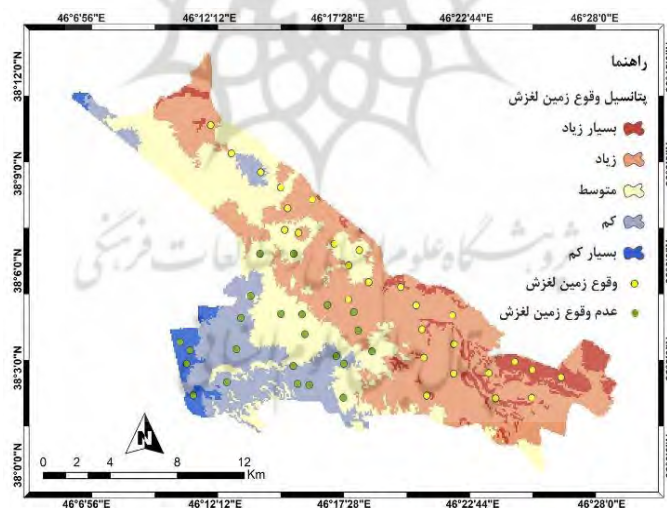 46°6'56"E 46°12'12"E 46°17'28"E 46°22'44"E 46°28'0"E
38°12'0"N
38°9'0"N
38°6'0"N
38°3'0"N
38°0'0"N
راهنما
پتانسیل وقوع زمین لغزش
بسیار زیاد
زیاد
متوسط
کم
بسیار کم
وقوع زمین لغزش
عدم وقوع زمین لغزش
N
0 2 4 8 12
Km
46°6'56"E 46°12'12"E 46°17'28"E 46°22'44"E 46°28'0"E